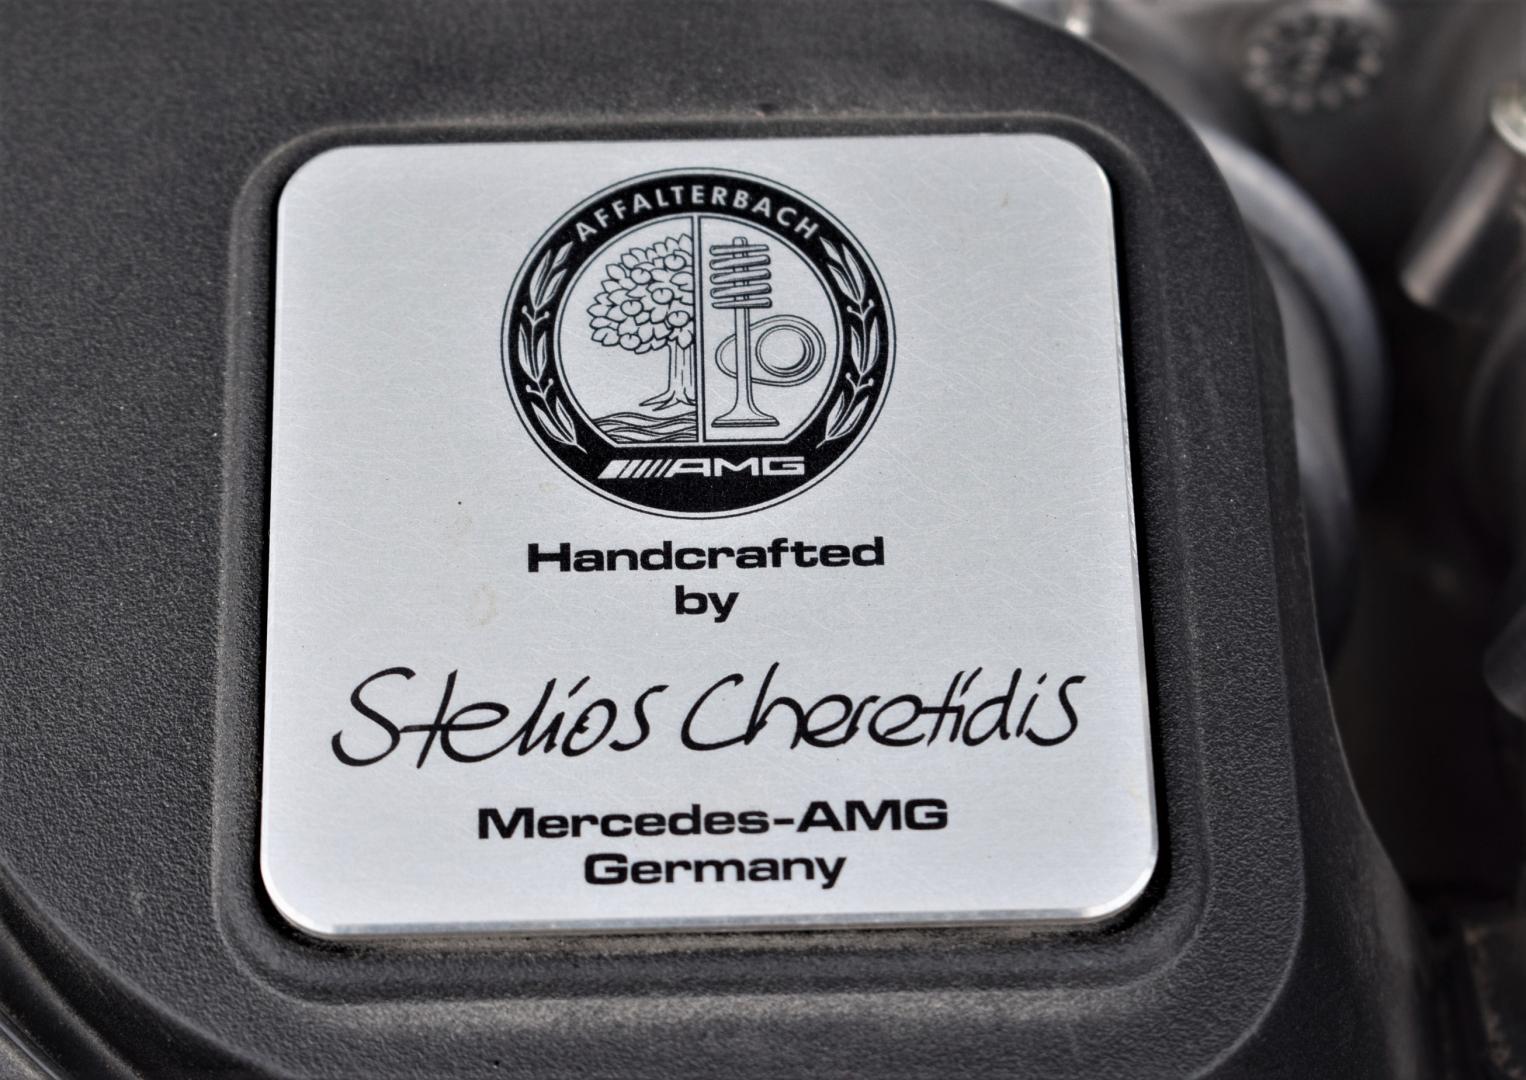 AFFALTERBACH
AMG
Handcrafted
by
Stelios Cheretidis
Mercedes-AMG
Germany